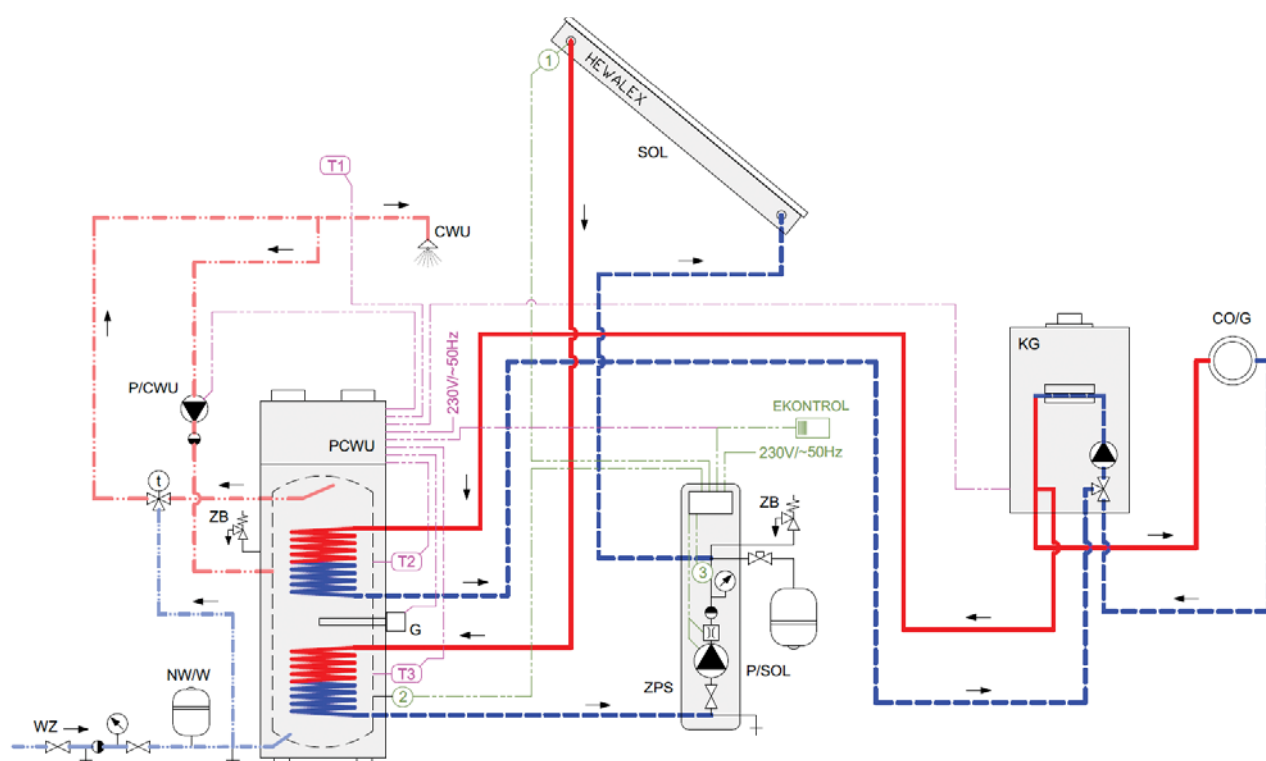 1
HEWALEX
SOL
T1
CWU
P/CWU
230V/~50Hz
KG
CO/G
EKONTROL
PCWU
230V/~50Hz
t
ZB
ZB
T2
3
G
T3
2
ZPS
P/SOL
NW/W
WZ